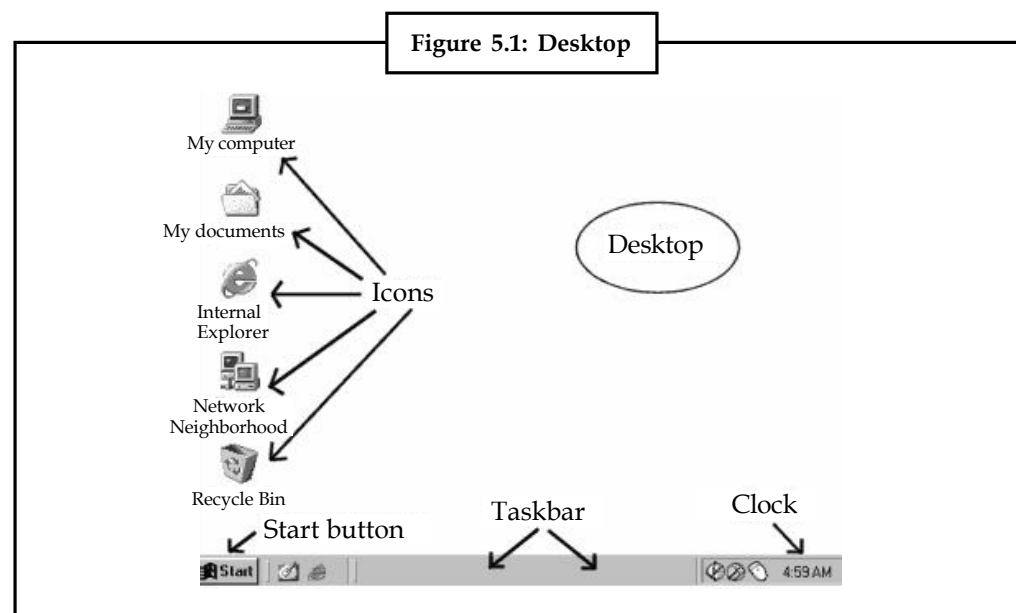 Figure 5.1: Desktop
My computer
My documents
Desktop
Icons
Internal
Explorer
Network
Neighborhood
Recycle Bin
Start button
Taskbar
Clock
Start
4:59 AM